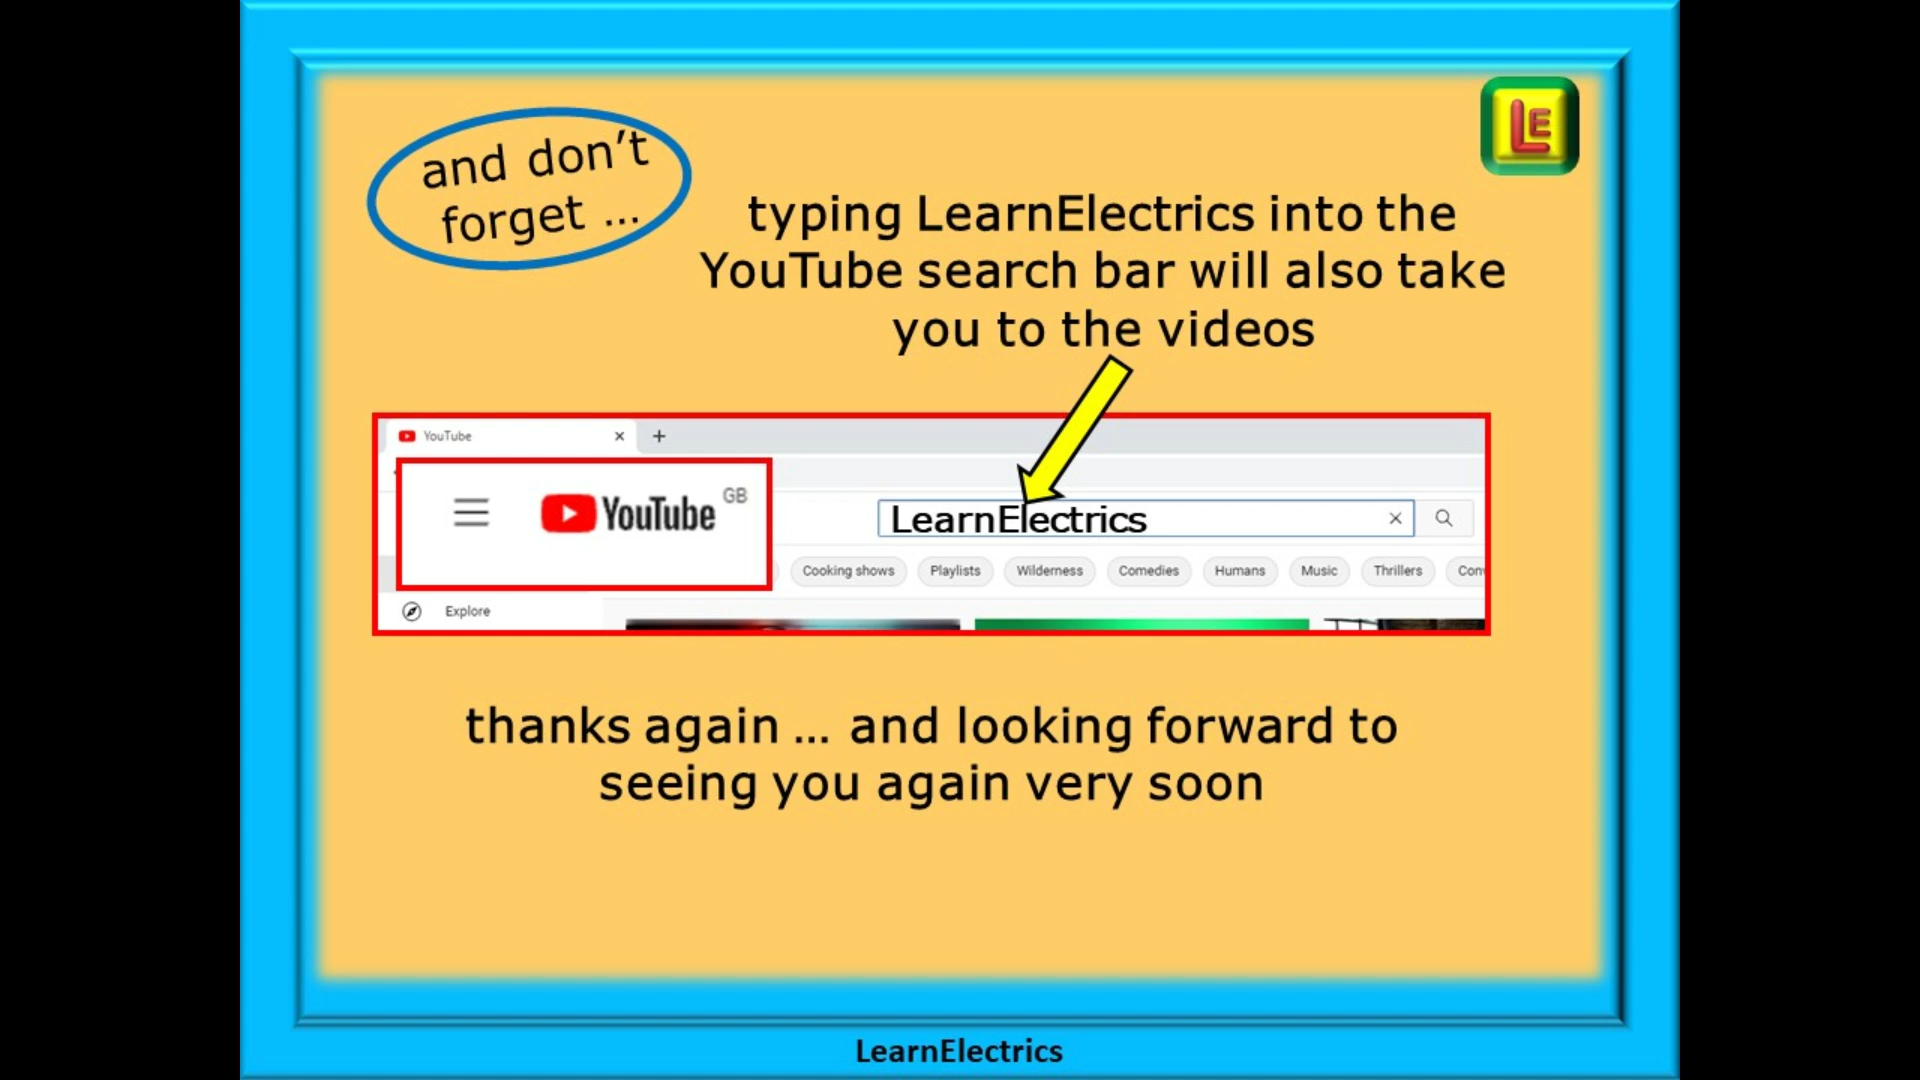 and don't
forget ...
LE
typing LearnElectrics into the
YouTube search bar will also take
you to the videos
YouTube
YouTube GB
LearnElectrics
Cooking shows Playlists Wilderness Comedies Humans Music Thrillers
Explore
thanks again ... and looking forward to
seeing you again very soon
LearnElectrics